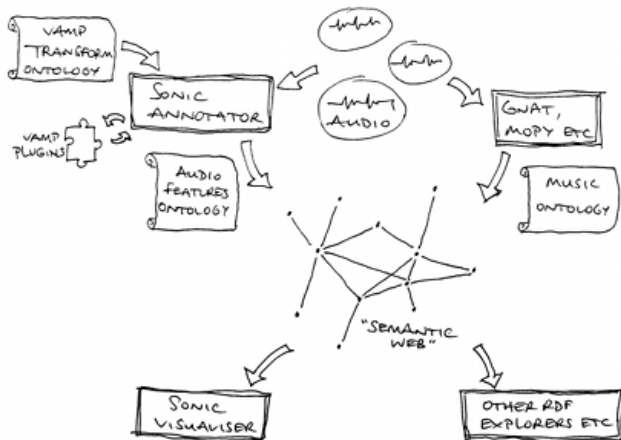 VAMP
TRANSFORM
ONTOLOGY
SONIC
ANNOTATOR
AUDIO
GNAT,
MOPY ETC
VAMP
PLUGINS
AUDIO
FEATURES
ONTOLOGY
MUSIC
ONTOLOGY
"SEMANTIC
WEB"
SONIC
VISUALISER
OTHER RDF
EXPLORERS ETC